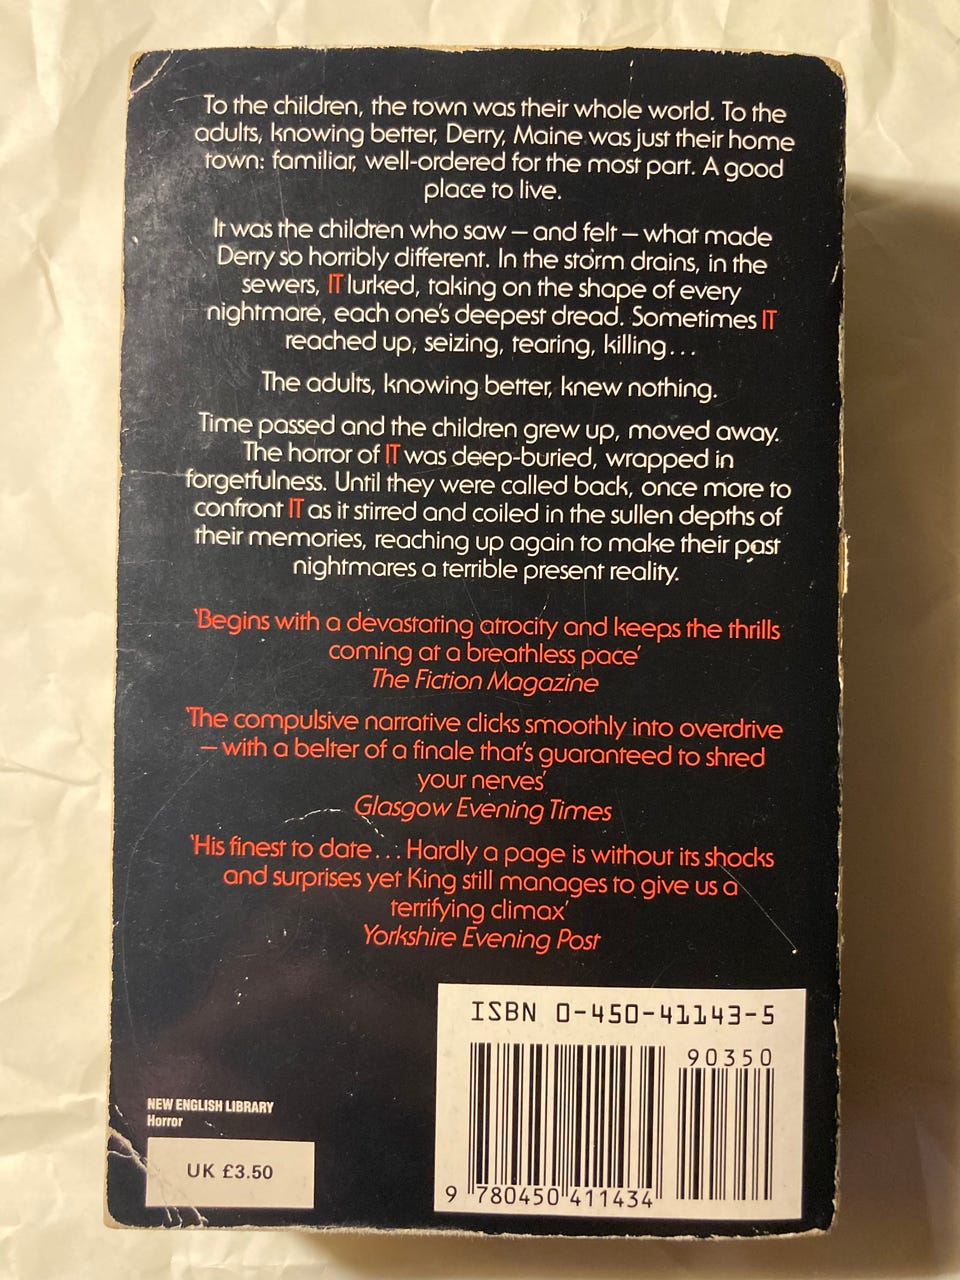 To the children, the town was their whole world. To the
adults, knowing better, Derry, Maine was just their home
town: familiar, well-ordered for the most part. A good
place to live.
It was the children who saw – and felt – what made
Derry so horribly different. In the storm drains, in the
sewers, IT lurked, taking on the shape of every
nightmare, each one's deepest dread. Sometimes IT
reached up, seizing, tearing, killing...
The adults, knowing better, knew nothing.
Time passed and the children grew up, moved away.
The horror of IT was deep-buried, wrapped in
forgetfulness. Until they were called back, once more to
confront IT as it stirred and coiled in the sullen depths of
their memories, reaching up again to make their past
nightmares a terrible present reality.
'Begins with a devastating atrocity and keeps the thrills
coming at a breathless pace'
The Fiction Magazine
'The compulsive narrative clicks smoothly into overdrive
– with a belter of a finale that's guaranteed to shred
your nerves'
Glasgow Evening Times
'His finest to date... Hardly a page is without its shocks
and surprises yet King still manages to give us a
terrifying climax'
Yorkshire Evening Post
ISBN 0-450-41143-5
90350
9 780450 411434
NEW ENGLISH LIBRARY
Horror
UK £3.50